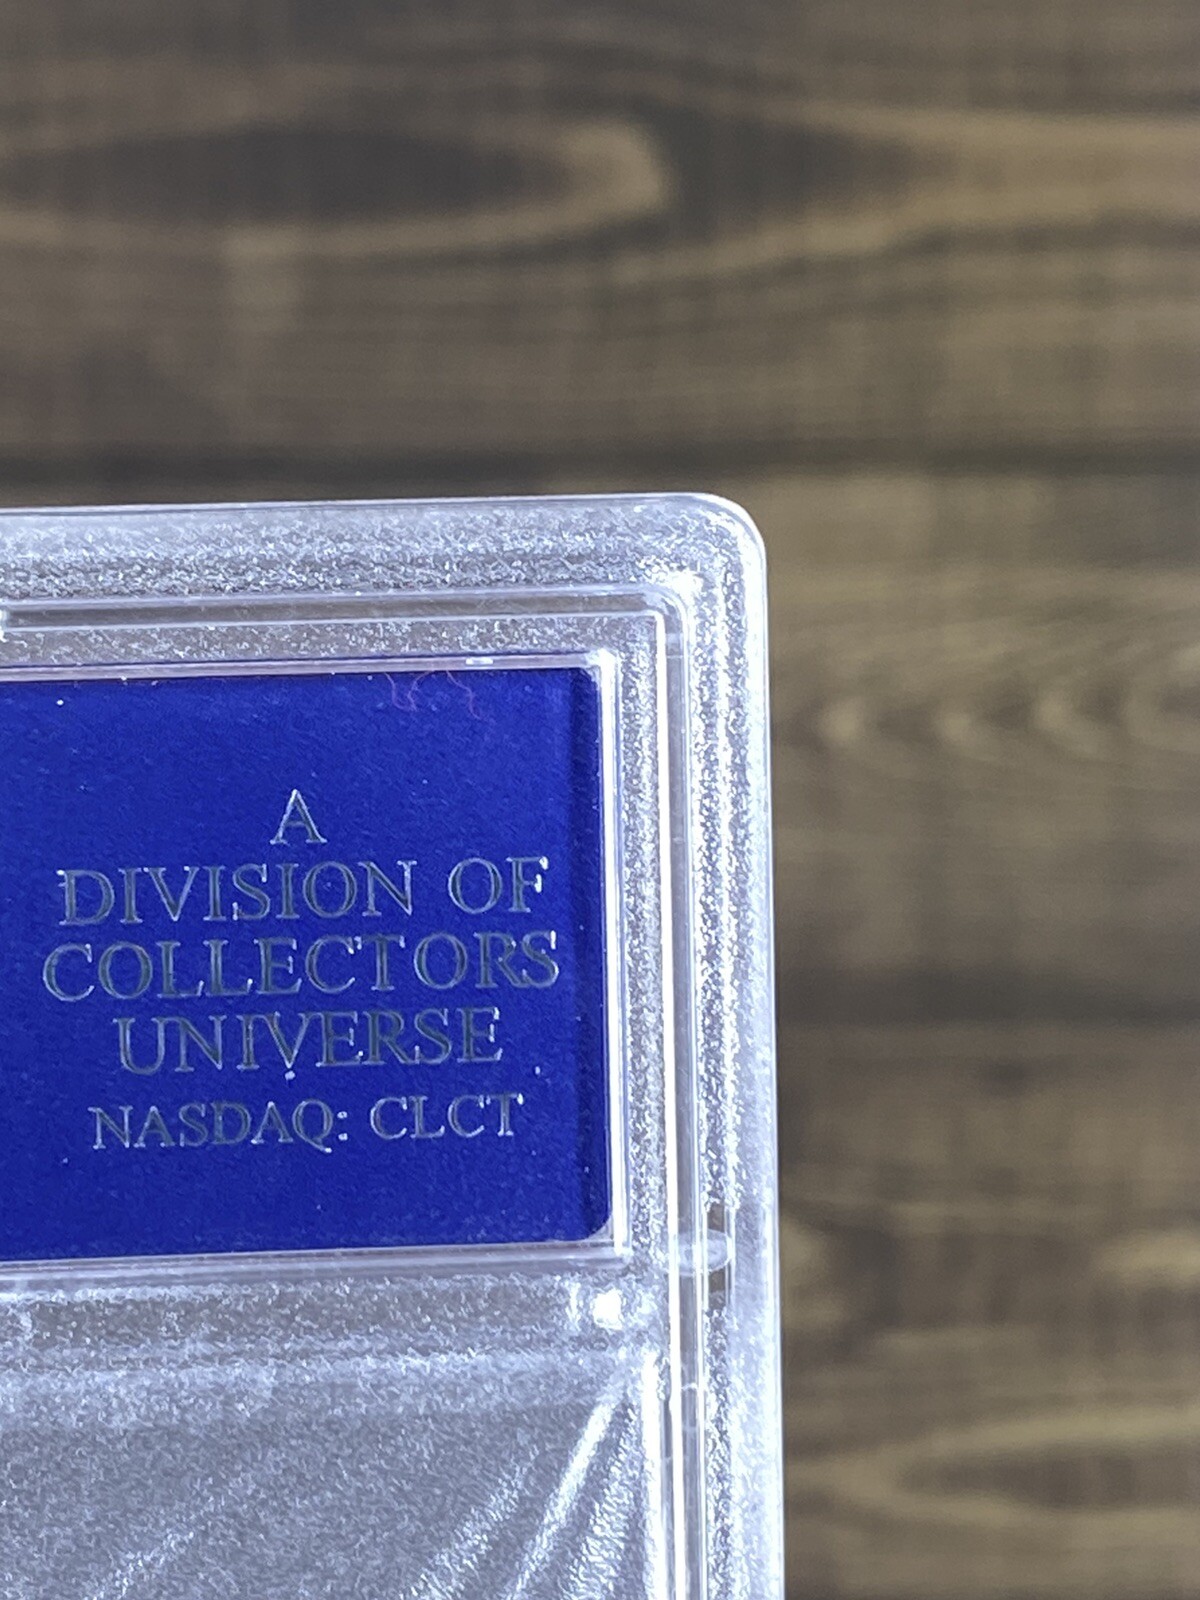 A
DIVISION OF
COLLECTORS
UNIVERSE
NASDAQ: CLCT